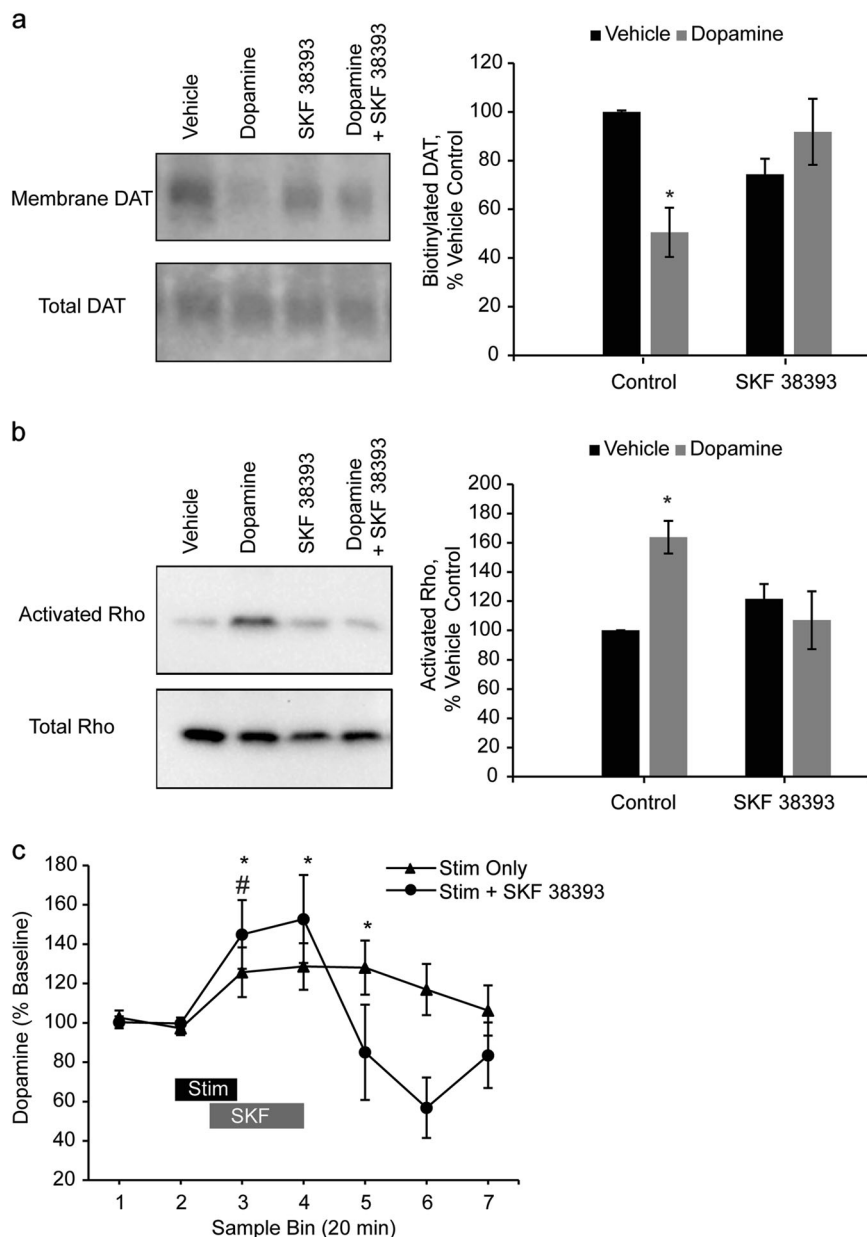 a
Vehicle
Dopamine
SKF 38393
Dopamine
+ SKF 38393
Membrane DAT
Total DAT
Vehicle Dopamine
Biotinylated DAT,
% Vehicle Control
120
100
80
60
40
20
0
*
Control SKF 38393
b
Vehicle
Dopamine
SKF 38393
Dopamine
+ SKF 38393
Activated Rho
Total Rho
Vehicle Dopamine
Activated Rho,
% Vehicle Control
200
180
160
140
120
100
80
60
40
20
0
*
Control SKF 38393
c
Stim Only
Stim + SKF 38393
Dopamine (% Baseline)
180
160
140
120
100
80
60
40
20
* *
#
*
Stim
SKF
1 2 3 4 5 6 7
Sample Bin (20 min)